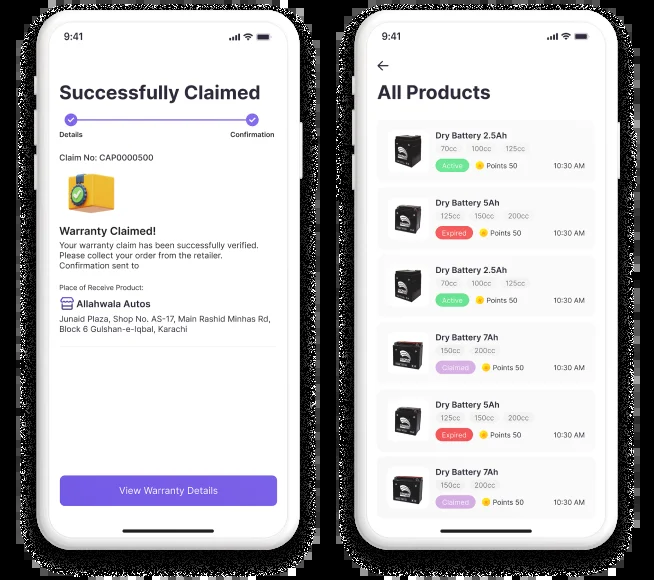 9:41
Successfully Claimed
Details
Confirmation
Claim No: CAP0000500
Warranty Claimed!
Your warranty claim has been successfully verified.
Please collect your order from the retailer.
Confirmation sent to
Place of Receive Product:
Allahwala Autos
Junaid Plaza, Shop No. AS-17, Main Rashid Minhas Rd,
Block 6 Gulshan-e-Iqbal, Karachi
View Warranty Details
9:41
All Products
Dry Battery 2.5Ah
70cc 100cc 125cc
Active Points 50 10:30 AM
Dry Battery 5Ah
125cc 150cc 200cc
Expired Points 50 10:30 AM
Dry Battery 2.5Ah
70cc 100cc 125cc
Active Points 50 10:30 AM
Dry Battery 7Ah
150cc 200cc
Claimed Points 50 10:30 AM
Dry Battery 5Ah
125cc 150cc 200cc
Expired Points 50 10:30 AM
Dry Battery 7Ah
150cc 200cc
Claimed Points 50 10:30 AM